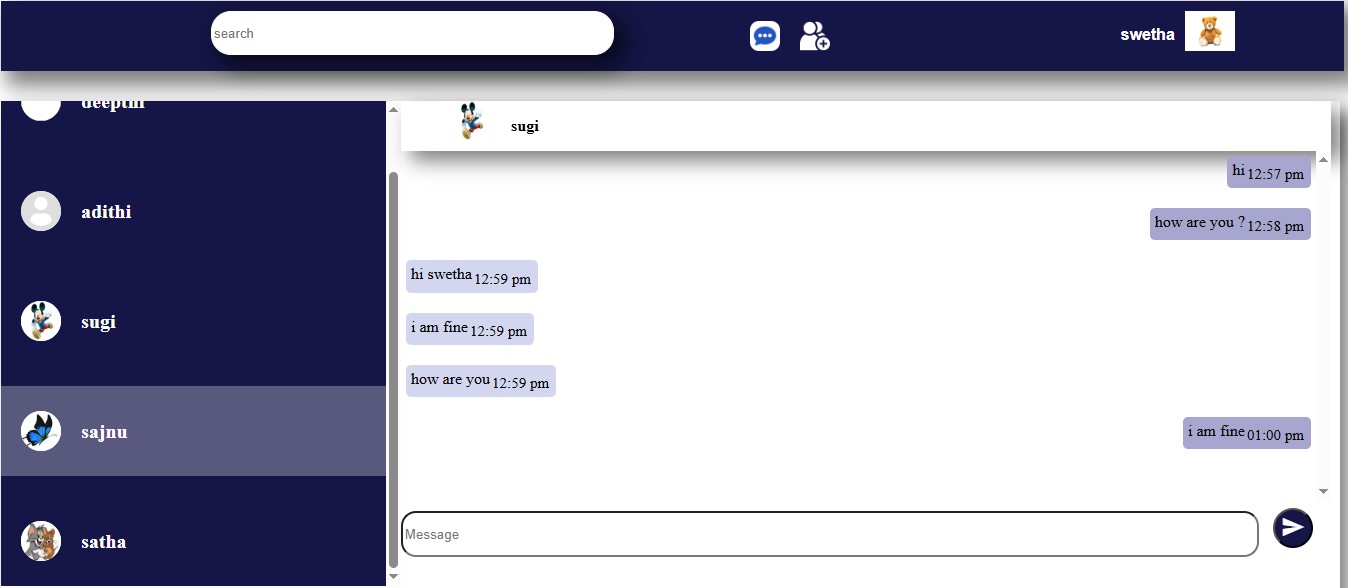 search
swetha
deepthi
adithi
sugi
sajnu
satha
sugi
hi 12:57 pm
how are you ? 12:58 pm
hi swetha 12:59 pm
i am fine 12:59 pm
how are you 12:59 pm
i am fine 01:00 pm
Message